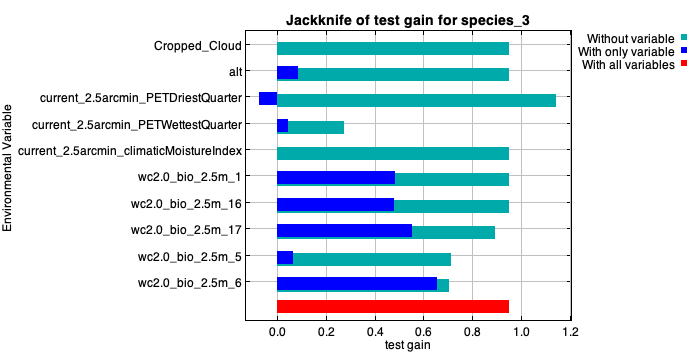 Jackknife of test gain for species_3
Without variable
With only variable
With all variables
Environmental Variable
Cropped_Cloud
alt
current_2.5arcmin_PETDriestQuarter
current_2.5arcmin_PETWettestQuarter
current_2.5arcmin_climaticMoistureIndex
wc2.0_bio_2.5m_1
wc2.0_bio_2.5m_16
wc2.0_bio_2.5m_17
wc2.0_bio_2.5m_5
wc2.0_bio_2.5m_6
0.0 0.2 0.4 0.6 0.8 1.0 1.2
test gain